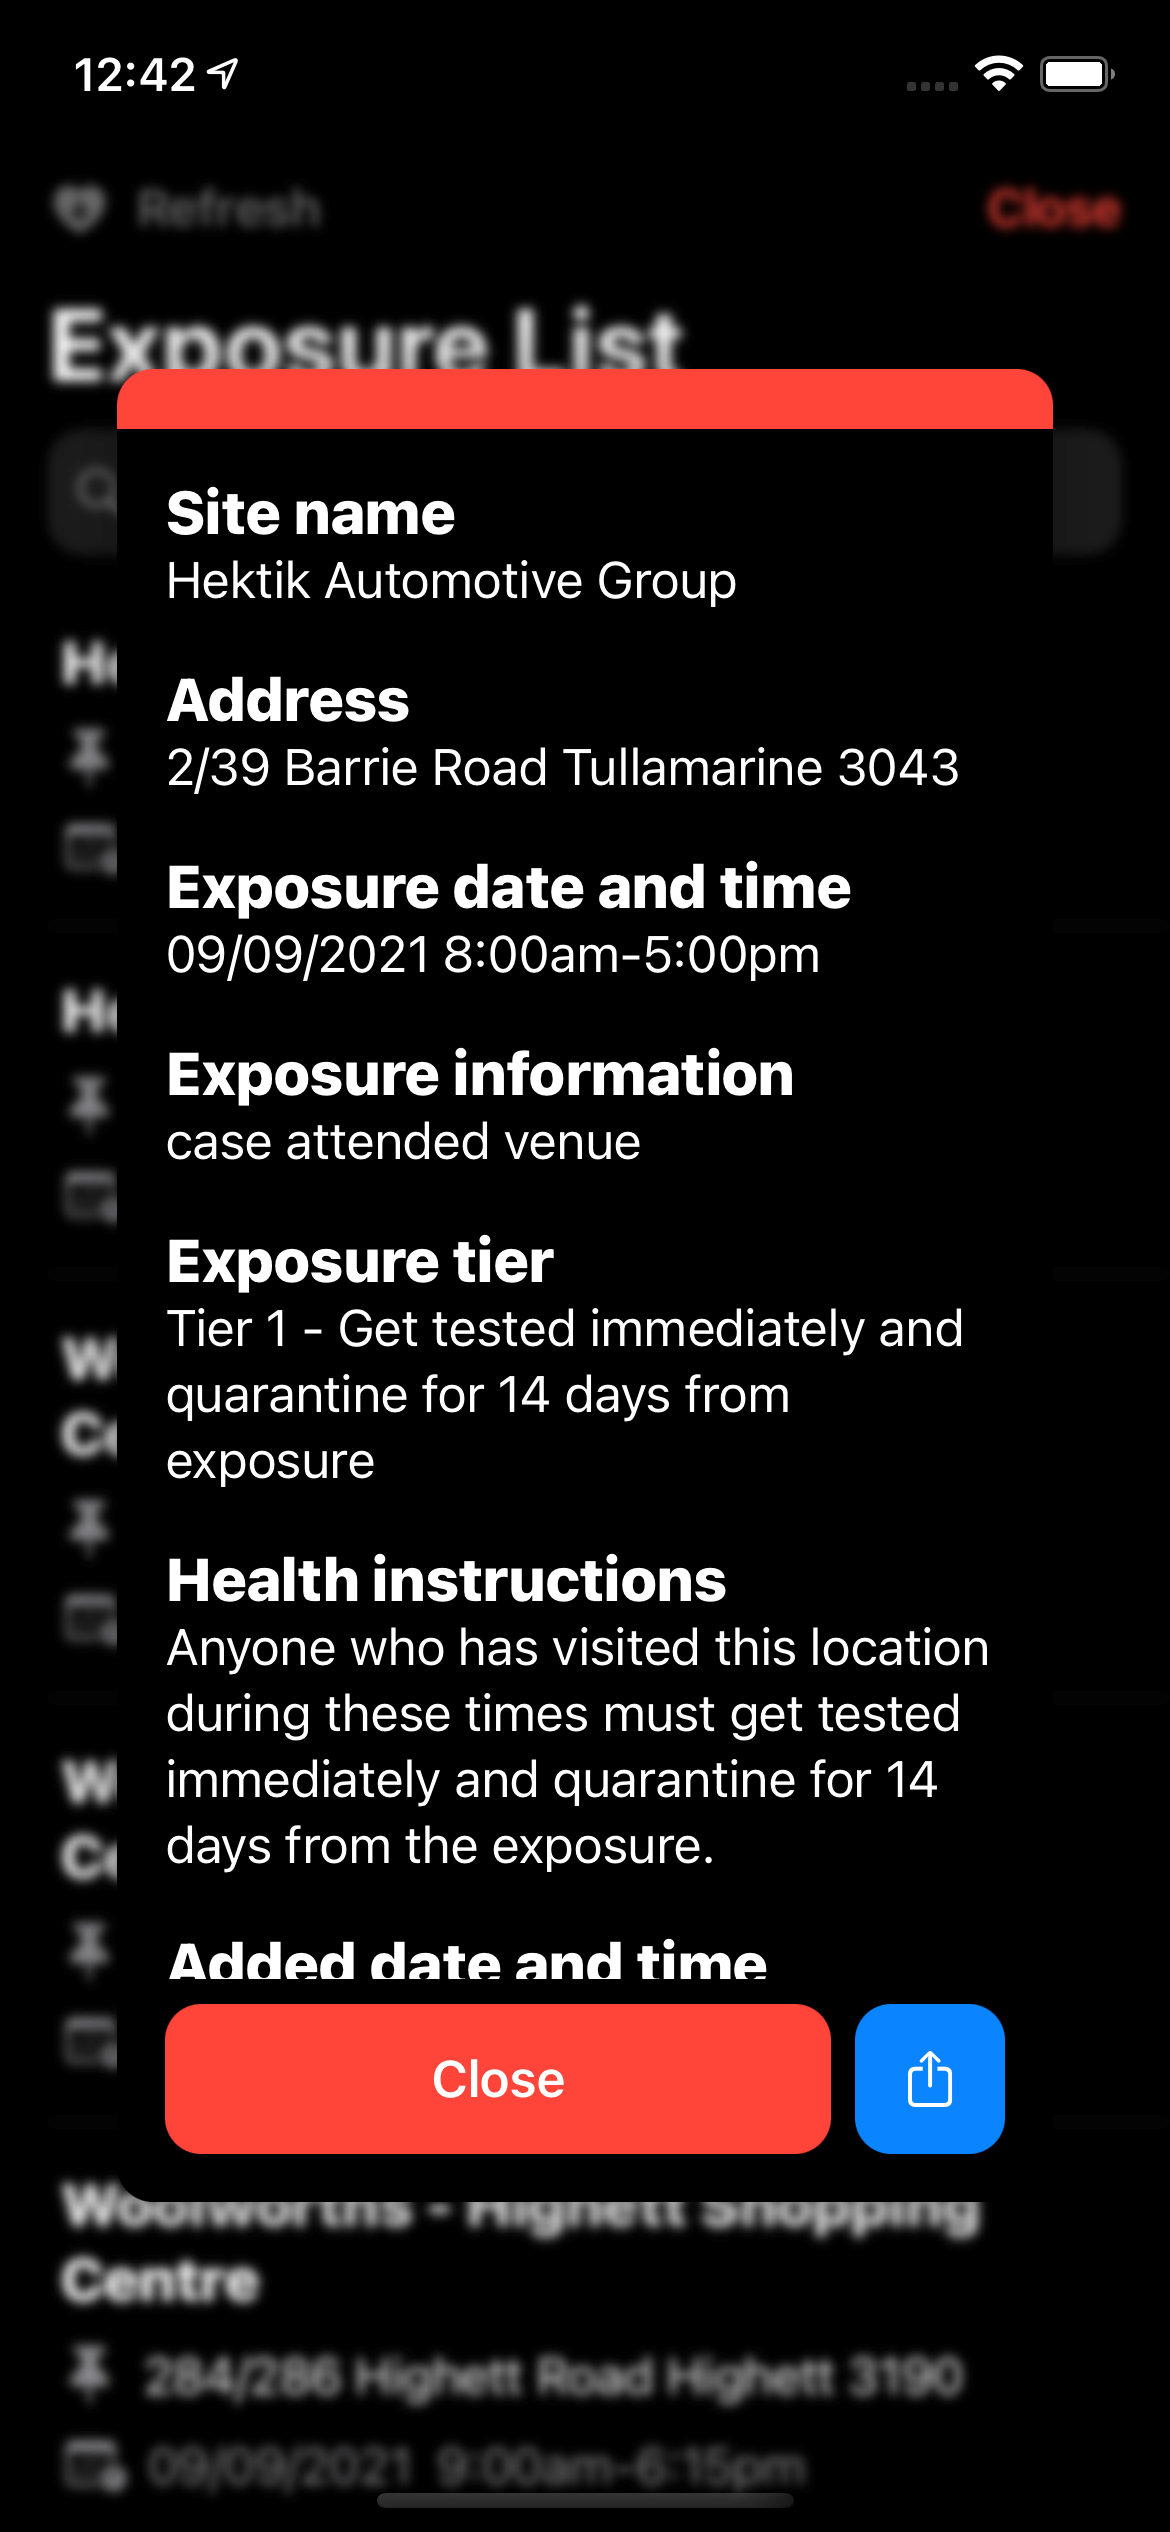 12:42
Refresh
Close
Exposure List
Site name
Hektik Automotive Group
Address
2/39 Barrie Road Tullamarine 3043
Exposure date and time
09/09/2021 8:00am-5:00pm
Exposure information
case attended venue
Exposure tier
Tier 1 - Get tested immediately and
quarantine for 14 days from
exposure
Health instructions
Anyone who has visited this location
during these times must get tested
immediately and quarantine for 14
days from the exposure.
Added date and time
Close
Woolworths - Highett Shopping
Centre
284/286 Highett Road Highett 3190
09/09/2021 9:00am-6:15pm